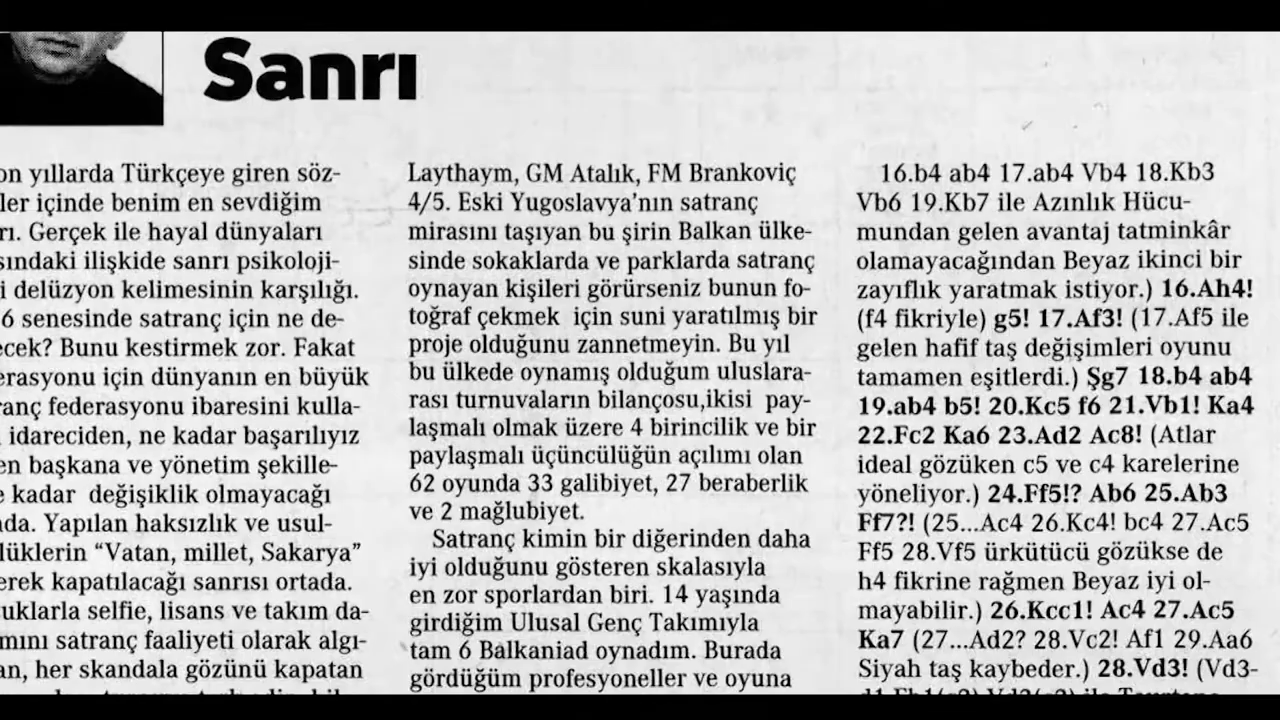 Sanrı
on yıllarda Türkçeye giren söz-
ler içinde benim en sevdiğim
rı. Gerçek ile hayal dünyaları
sındaki ilişkide sanrı psikoloji-
i delüzyon kelimesinin karşılığı.
6 senesinde satranç için ne de-
ecek? Bunu kestirmek zor. Fakat
erasyonu için dünyanın en büyük
ranç federasyonu ibaresini kulla-
, idareciden, ne kadar başarılıyız
en başkana ve yönetim şekille-
e kadar değişiklik olmayacağı
da. Yapılan haksızlık ve usul-
lüklerin “Vatan, millet, Sakarya”
erek kapatılacağı sanrısı ortada.
uklarla selfie, lisans ve takım da-
mını satranç faaliyeti olarak algı-
an, her skandala gözünü kapatan
Laythaym, GM Atalık, FM Brankoviç
4/5. Eski Yugoslavya’nın satranç
mirasını taşıyan bu şirin Balkan ülke-
sinde sokaklarda ve parklarda satranç
oynayan kişileri görürseniz bunun fo-
toğraf çekmek için suni yaratılmış bir
proje olduğunu zannetmeyin. Bu yıl
bu ülkede oynamış olduğum uluslara-
rası turnuvaların bilançosu,ikisi pay-
laşmalı olmak üzere 4 birincilik ve bir
paylaşmalı üçüncülüğün açılımı olan
62 oyunda 33 galibiyet, 27 beraberlik
ve 2 mağlubiyet.
Satranç kimin bir diğerinden daha
iyi olduğunu gösteren skalasıyla
en zor sporlardan biri. 14 yaşında
girdiğim Ulusal Genç Takımıyla
tam 6 Balkaniad oynadım. Burada
gördüğüm profesyoneller ve oyuna
16.b4 ab4 17.ab4 Vb4 18.Kb3
Vb6 19.Kb7 ile Azınlık Hücu-
mundan gelen avantaj tatminkâr
olamayacağından Beyaz ikinci bir
zayıflık yaratmak istiyor.) 16.Ah4!
(f4 fikriyle) g5! 17.Af3! (17.Af5 ile
gelen hafif taş değişimleri oyunu
tamamen eşitlerdi.) Şg7 18.b4 ab4
19.ab4 b5! 20.Kc5 f6 21.Vb1! Ka4
22.Fc2 Ka6 23.Ad2 Ac8! (Atlar
ideal gözüken c5 ve c4 karelerine
yöneliyor.) 24.Ff5!? Ab6 25.Ab3
Ff7?! (25...Ac4 26.Kc4! bc4 27.Ac5
Ff5 28.Vf5 ürkütücü gözükse de
h4 fikrine rağmen Beyaz iyi ol-
mayabilir.) 26.Kcc1! Ac4 27.Ac5
Ka7 (27...Ad2? 28.Vc2! Af1 29.Aa6
Siyah taş kaybeder.) 28.Vd3! (Vd3-